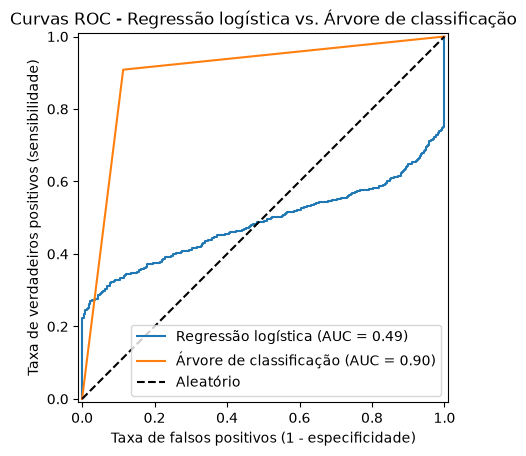 Curvas ROC - Regressão logística vs. Árvore de classificação
Taxa de verdadeiros positivos (sensibilidade)
1.0
0.8
0.6
0.4
0.2
0.0
Regressão logística (AUC = 0.49)
Árvore de classificação (AUC = 0.90)
Aleatório
0.0 0.2 0.4 0.6 0.8 1.0
Taxa de falsos positivos (1 - especificidade)